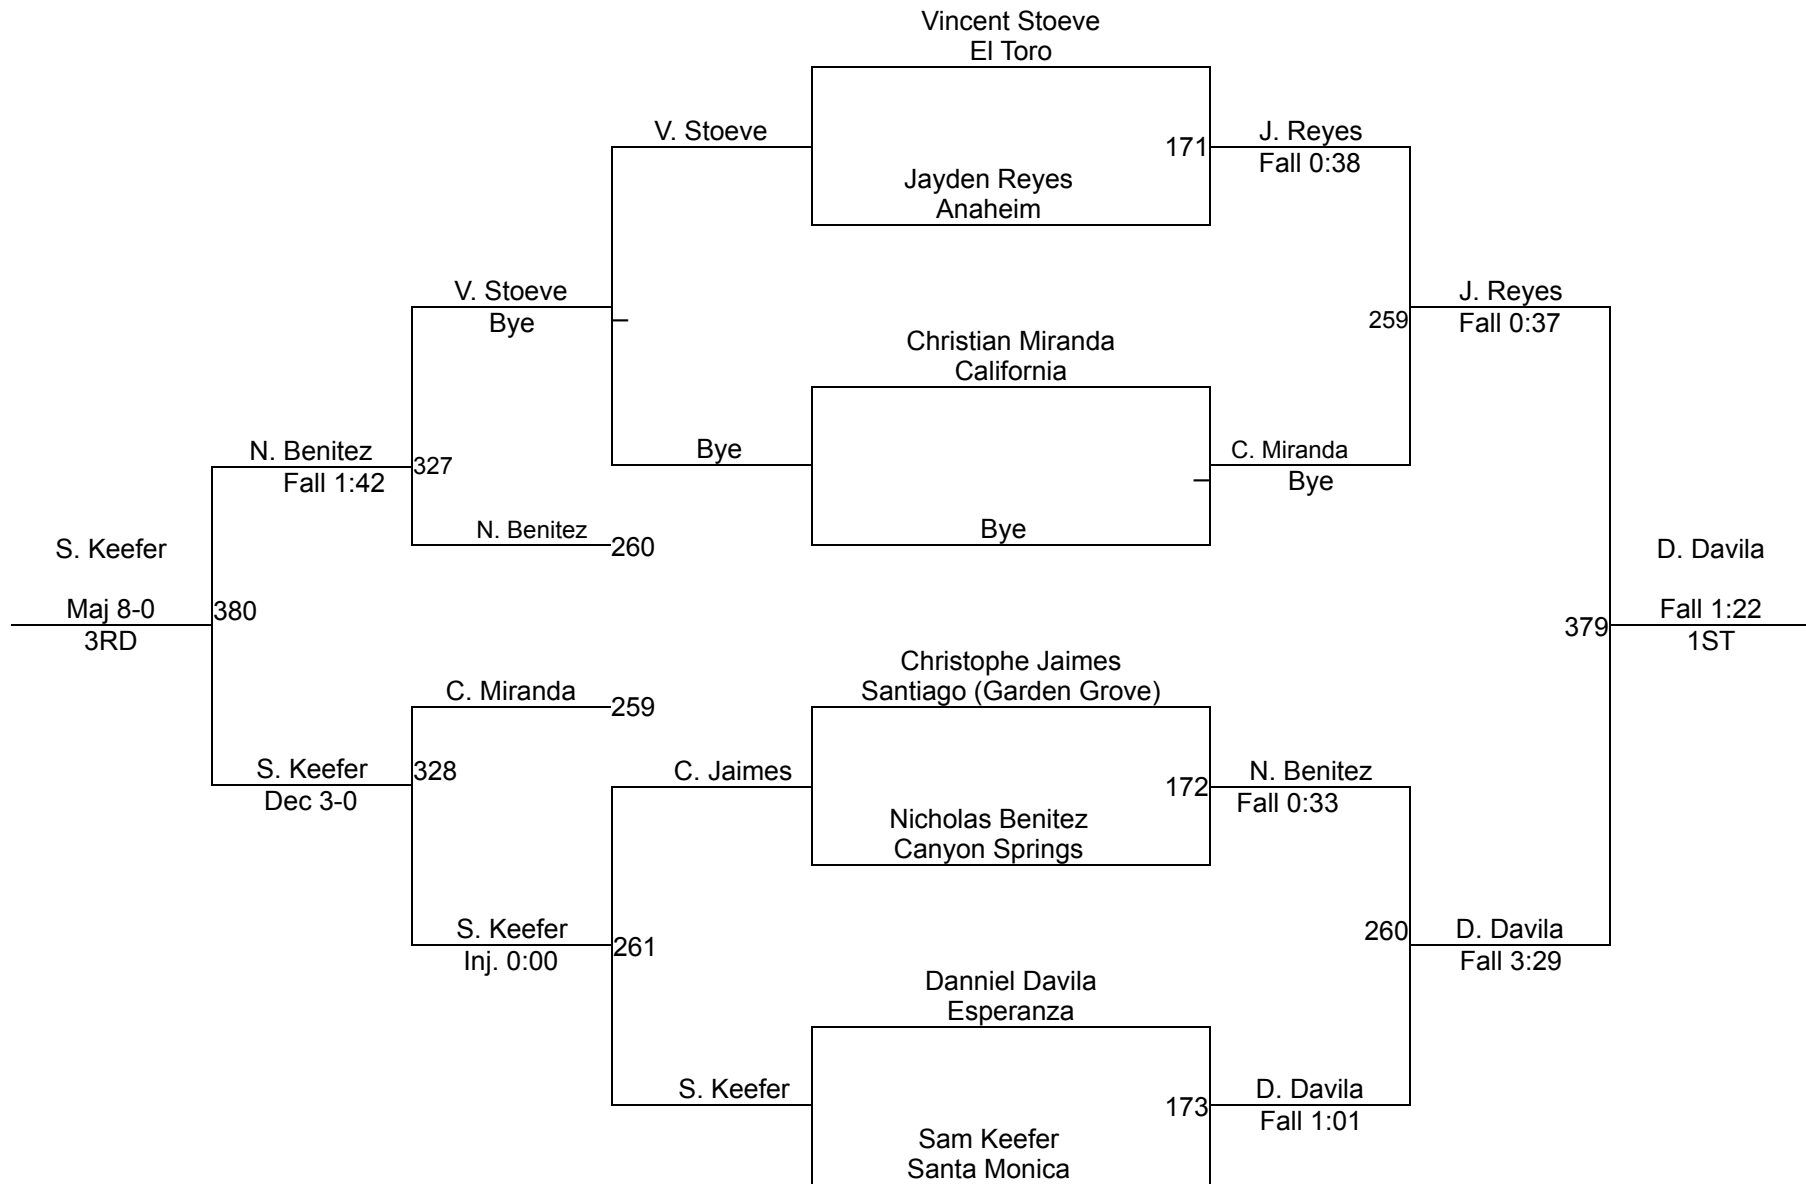 Vincent Stoeve
El Toro
V. Stoeve
171
J. Reyes
Fall 0:38
Jayden Reyes
Anaheim
V. Stoeve
Bye
J. Reyes
259
Fall 0:37
Christian Miranda
California
N. Benitez
Fall 1:42
327
Bye
C. Miranda
Bye
N. Benitez
260
Bye
S. Keefer
Maj 8-0
3RD
380
D. Davila
379
Fall 1:22
1ST
C. Miranda
259
Christophe Jaimes
Santiago (Garden Grove)
S. Keefer
Dec 3-0
328
C. Jaimes
172
N. Benitez
Fall 0:33
Nicholas Benitez
Canyon Springs
S. Keefer
Inj. 0:00
261
260
D. Davila
Fall 3:29
Danniel Davila
Esperanza
S. Keefer
173
D. Davila
Fall 1:01
Sam Keefer
Santa Monica